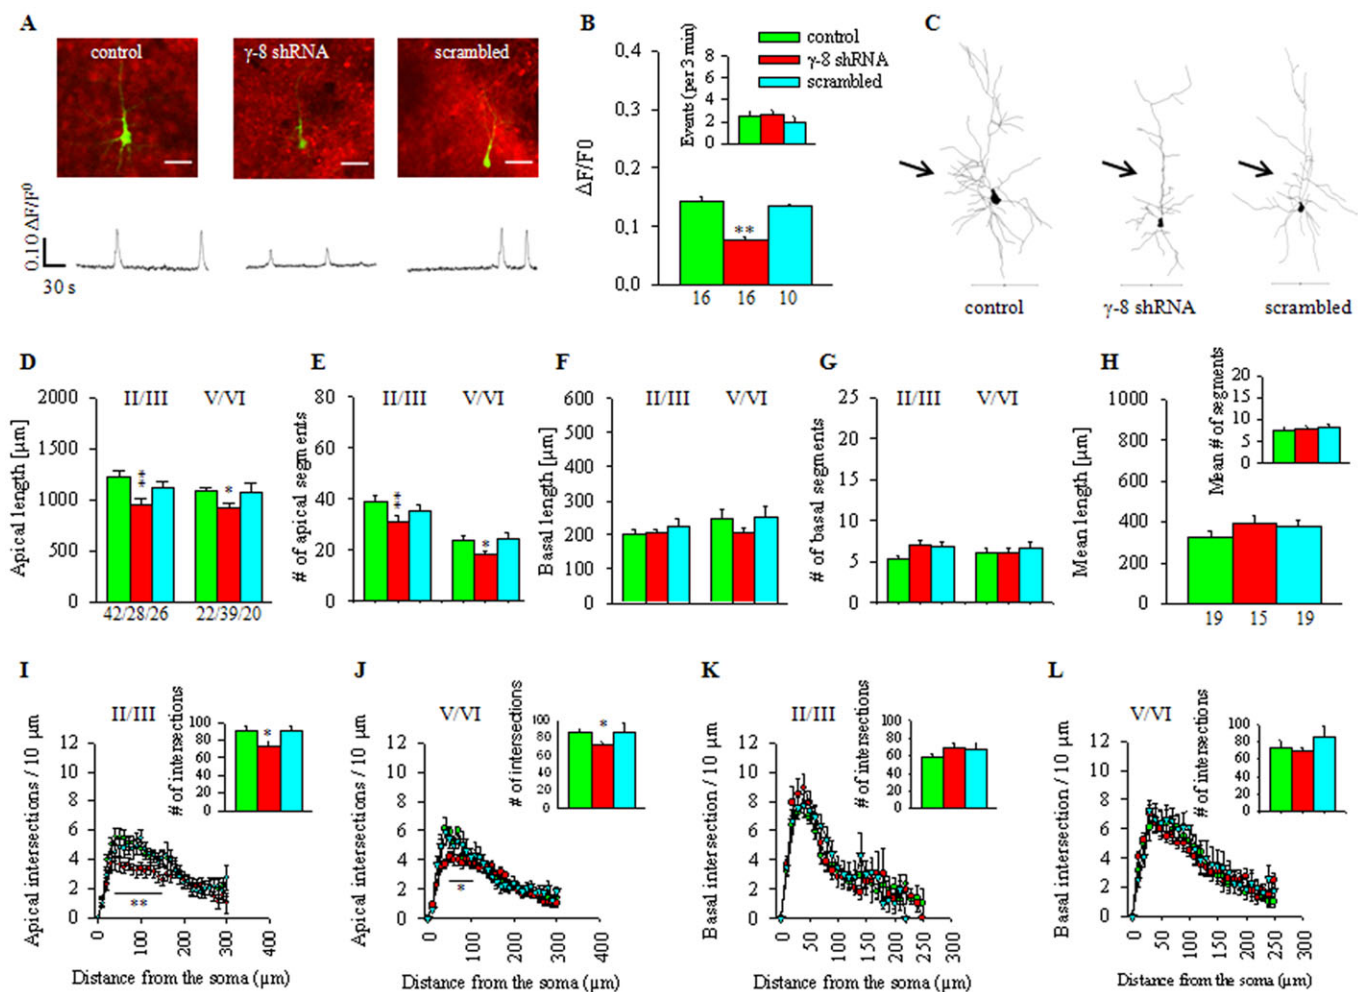 A
control
γ-8 shRNA
scrambled
0.10 ΔF/F⁰
30 s
B
control
γ-8 shRNA
scrambled
ΔF/F0
0,4
0.3
0.2
0.1
0.0
Events (per 3 min)
8
6
4
2
0
**
16 16 10
C
control
γ-8 shRNA
scrambled
D
II/III V/VI
Apical length [µm]
2000
1500
1000
500
0
** *
42/28/26 22/39/20
E
II/III
V/VI
# of apical segments
80
60
40
20
0
** *
F
II/III V/VI
Basal length [µm]
600
500
400
300
200
100
0
G
II/III V/VI
# of basal segments
25
20
15
10
5
0
H
Mean length [µm]
1000
800
600
400
200
0
Mean # of segments
20
15
10
5
0
19 15 19
I
II/III
Apical intersections / 10 µm
12
10
8
6
4
2
0
# of intersections
100
80
60
40
20
0
*
**
0 100 200 300 400
Distance from the soma (µm)
J
V/VI
Apical intersections / 10 µm
12
10
8
6
4
2
0
# of intersections
100
80
60
40
20
0
*
*
0 100 200 300 400
Distance from the soma (µm)
K
II/III
Basal intersection / 10 µm
12
10
8
6
4
2
0
# of intersections
100
80
60
40
20
0
0 50 100 150 200 250 300
Distance from the soma (µm)
L
V/VI
Basal intersection / 10 µm
12
10
8
6
4
2
0
# of intersections
100
80
60
40
20
0
0 50 100 150 200 250 300
Distance from the soma (µm)